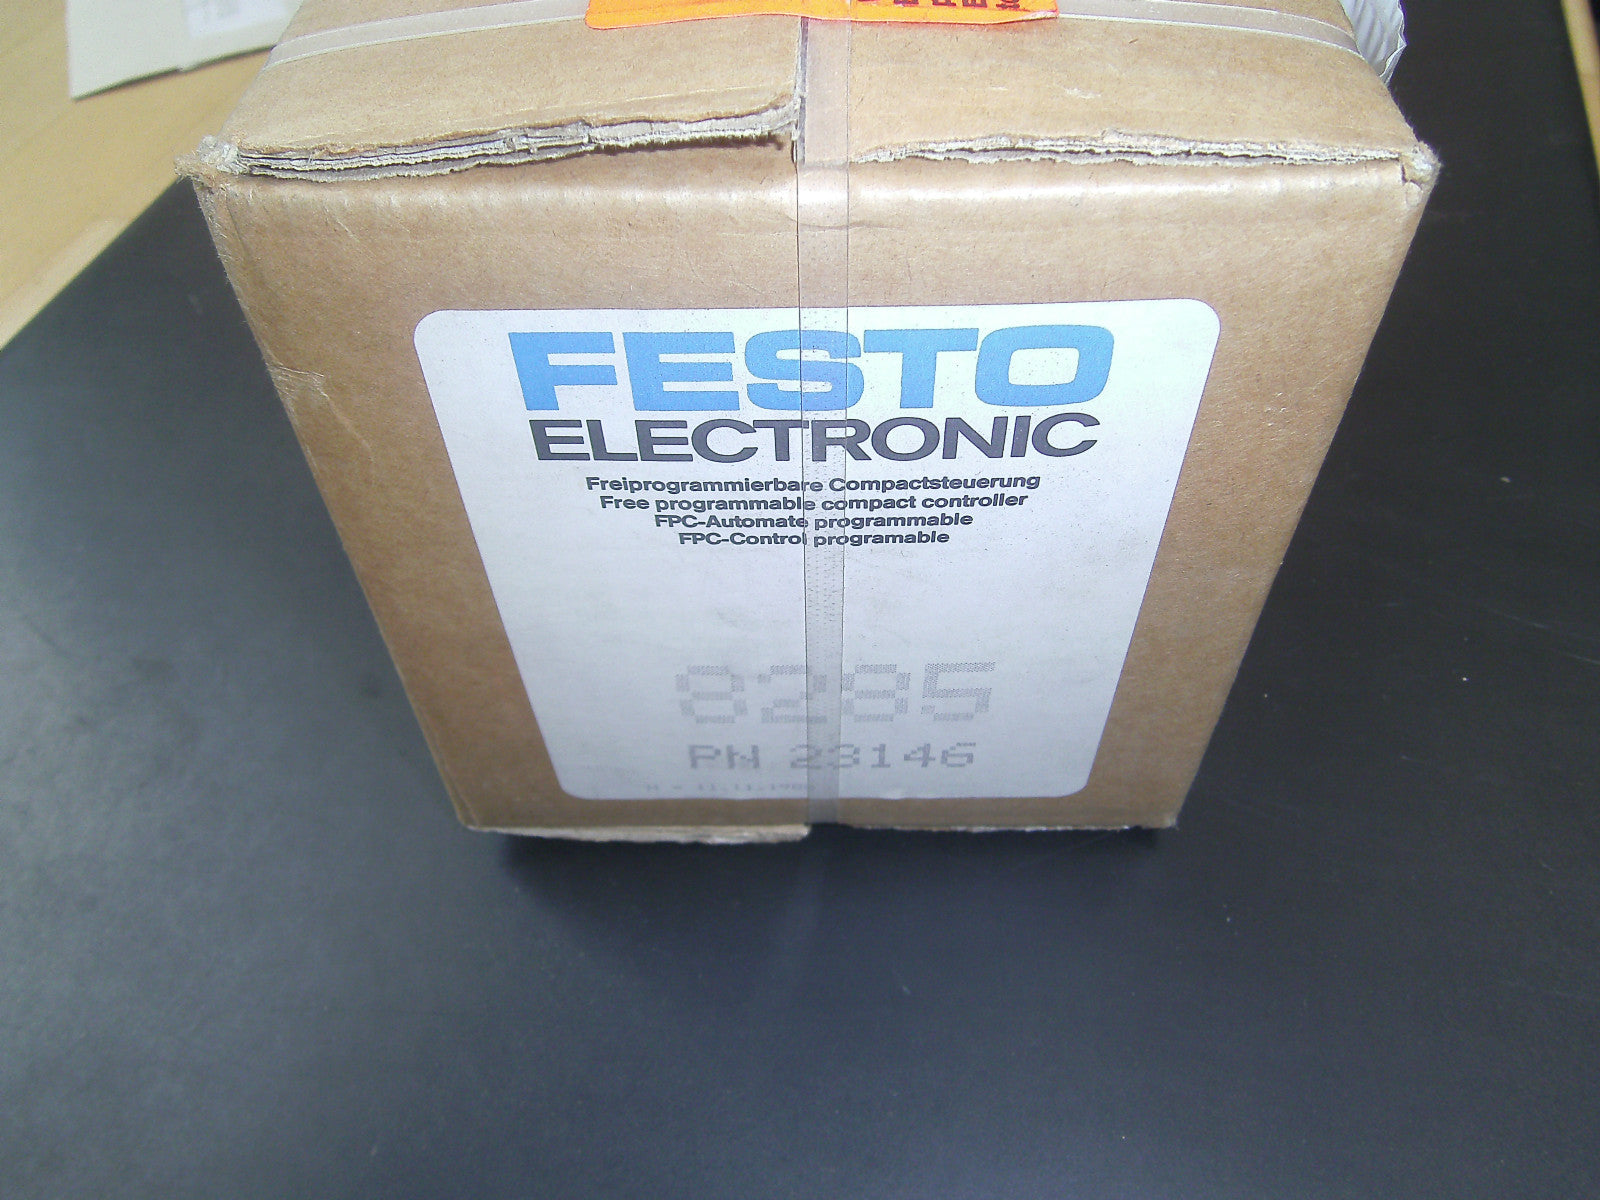 FESTO
ELECTRONIC
Freiprogrammierbare Compactsteuerung
Free programmable compact controller
FPC-Automate programmable
FPC-Control programable
8285
PN 23146